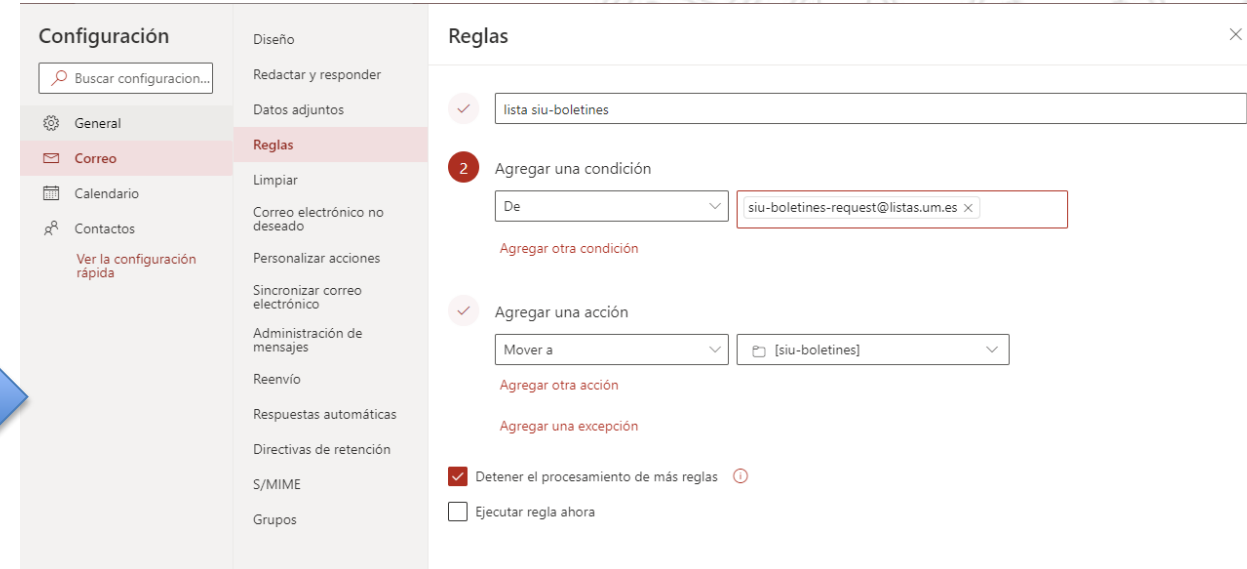 Configuración
Buscar configuracion...
General
Correo
Calendario
Contactos
Ver la configuración
rápida
Diseño
Redactar y responder
Datos adjuntos
Reglas
Limpiar
Correo electrónico no
deseado
Personalizar acciones
Sincronizar correo
electrónico
Administración de
mensajes
Reenvío
Respuestas automáticas
Directivas de retención
S/MIME
Grupos
Reglas
lista siu-boletines
2 Agregar una condición
De siu-boletines-request@listas.um.es
Agregar otra condición
Agregar una acción
Mover a [siu-boletines]
Agregar otra acción
Agregar una excepción
Detener el procesamiento de más reglas
Ejecutar regla ahora